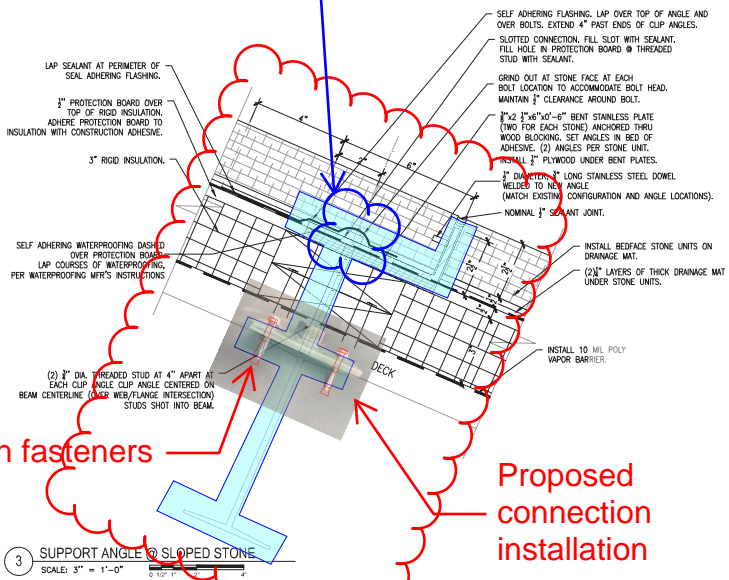 SELF ADHERING FLASHING. LAP OVER TOP OF ANGLE AND
OVER BOLTS. EXTEND 4" PAST ENDS OF CLIP ANGLES.
SLOTTED CONNECTION. FILL SLOT WITH SEALANT.
FILL HOLE IN PROTECTION BOARD @ THREADED
STUD WITH SEALANT.
GRIND OUT AT STONE FACE AT EACH
BOLT LOCATION TO ACCOMMODATE BOLT HEAD.
MAINTAIN ½" CLEARANCE AROUND BOLT.
BENT STAINLESS PLATE
(TWO FOR EACH STONE) ANCHORED THRU
WOOD BLOCKING. SET ANGLES IN BED OF
ADHESIVE. (2) ANGLES PER STONE UNIT.
INSTALL ½" PLYWOOD UNDER BENT PLATES.
LONG STAINLESS STEEL DOWEL
WELDED TO NEW ANGLE
(MATCH EXISTING CONFIGURATION AND ANGLE LOCATIONS).
NOMINAL ½" SEALANT JOINT.
INSTALL BEDFACE STONE UNITS ON
DRAINAGE MAT.
LAYERS OF THICK DRAINAGE MAT
UNDER STONE UNITS.
INSTALL 10 MIL POLY
VAPOR BARRIER.
LAP SEALANT AT PERIMETER OF
SEAL ADHERING FLASHING.
½" PROTECTION BOARD OVER
TOP OF RIGID INSULATION.
ADHERE PROTECTION BOARD TO
INSULATION WITH CONSTRUCTION ADHESIVE.
3" RIGID INSULATION.
SELF ADHERING WATERPROOFING DASHED
OVER PROTECTION BOARD.
LAP COURSES OF WATERPROOFING,
PER WATERPROOFING MFR'S INSTRUCTIONS
DIA. THREADED STUD AT 4" APART AT
EACH CLIP ANGLE CLIP ANGLE CENTERED ON
BEAM CENTERLINE (OVER WEB/FLANGE INTERSECTION)
STUDS SHOT INTO BEAM.
4"
2"
6"
3"
DECK
fasteners
Proposed
connection
installation
3
SUPPORT ANGLE @ SLOPED STONE
SCALE: 3" = 1'-0"
0 1/2" 1" 2" 4"